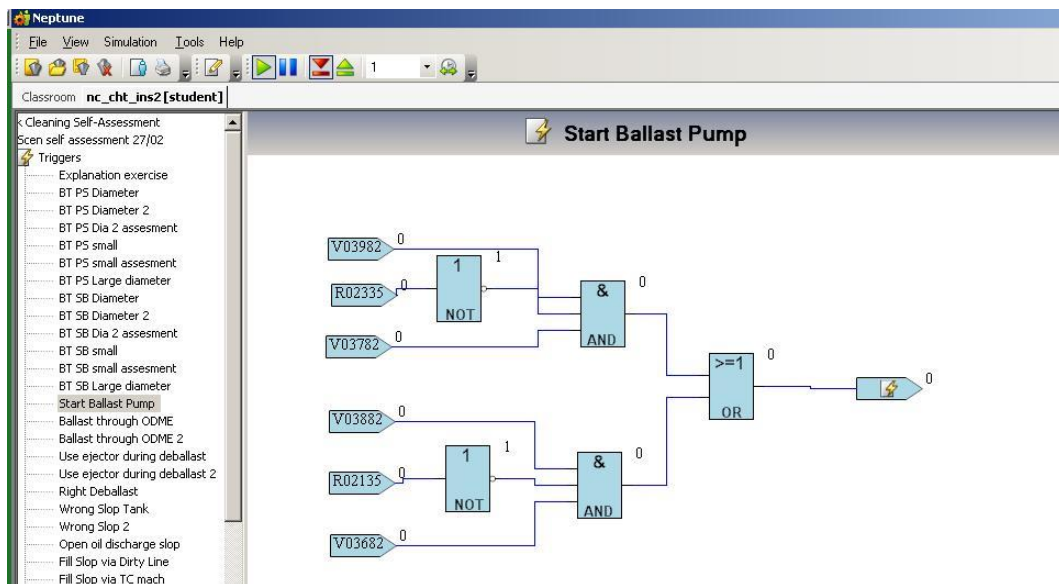 Neptune
File View Simulation Tools Help
1
Classroom nc_cht_ins2[student]
Cleaning Self-Assessment
Scen self assessment 27/02
Triggers
Explanation exercise
BT PS Diameter
BT PS Diameter 2
BT PS Dia 2 assesment
BT PS small
BT PS small assesment
BT PS Large diameter
BT SB Diameter
BT SB Diameter 2
BT SB Dia 2 assesment
BT SB small
BT SB small assesment
BT SB Large diameter
Start Ballast Pump
Ballast through ODME
Ballast through ODME 2
Use ejector during deballast
Use ejector during deballast 2
Right Deballast
Wrong Slop Tank
Wrong Slop 2
Open oil discharge slop
Fill Slop via Dirty Line
Fill Slop via TC mach
Start Ballast Pump
V03982 0
1 1
R02335 0
NOT
& 0
AND
V03782 0
>=1 0
OR
0
V03882 0
1 1
R02135 0
NOT
& 0
AND
V03682 0